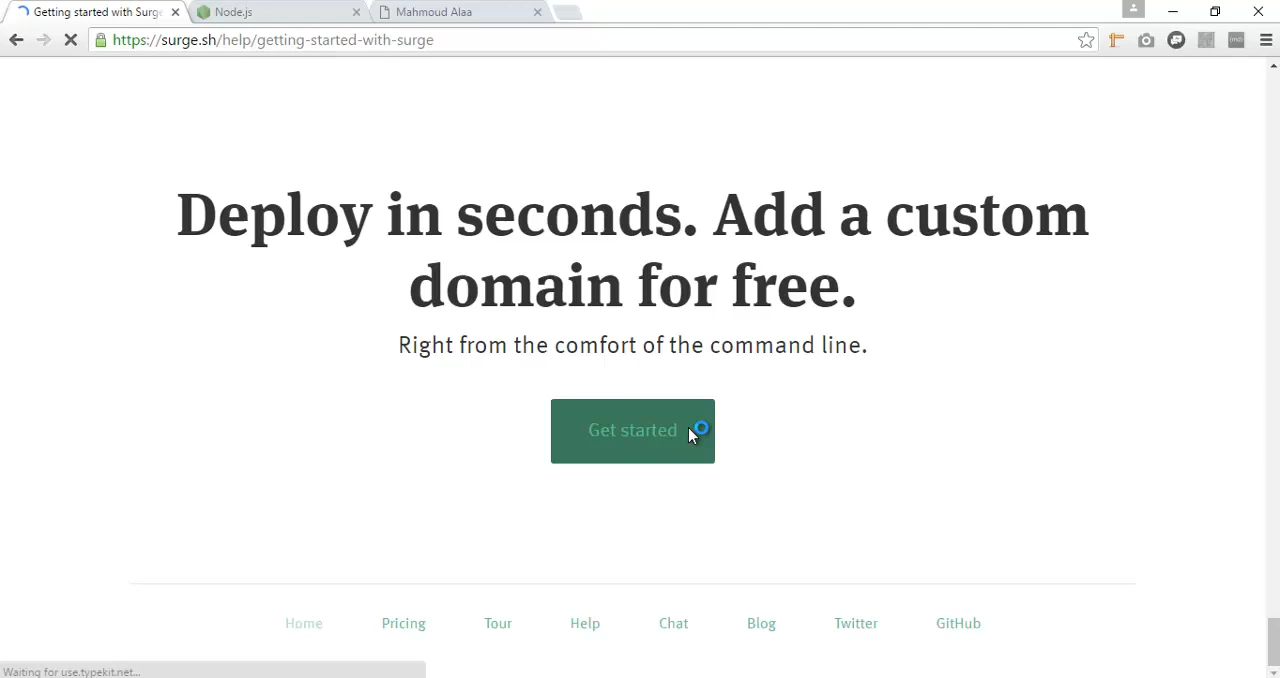 Getting started with Surge
Node.js
Mahmoud Alaa
https://surge.sh/help/getting-started-with-surge
Deploy in seconds. Add a custom
domain for free.
Right from the comfort of the command line.
Get started
Home Pricing Tour Help Chat Blog Twitter GitHub
Waiting for use.typekit.net...